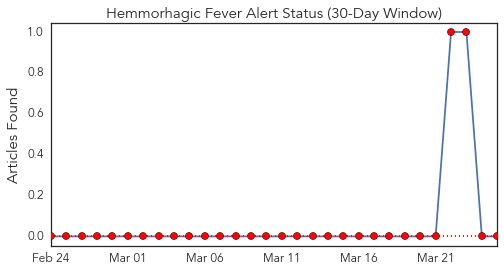 Hemmorhagic Fever Alert Status (30-Day Window)
Articles Found
1.0
0.8
0.6
0.4
0.2
0.0
Feb 24 Mar 01 Mar 06 Mar 11 Mar 16 Mar 21